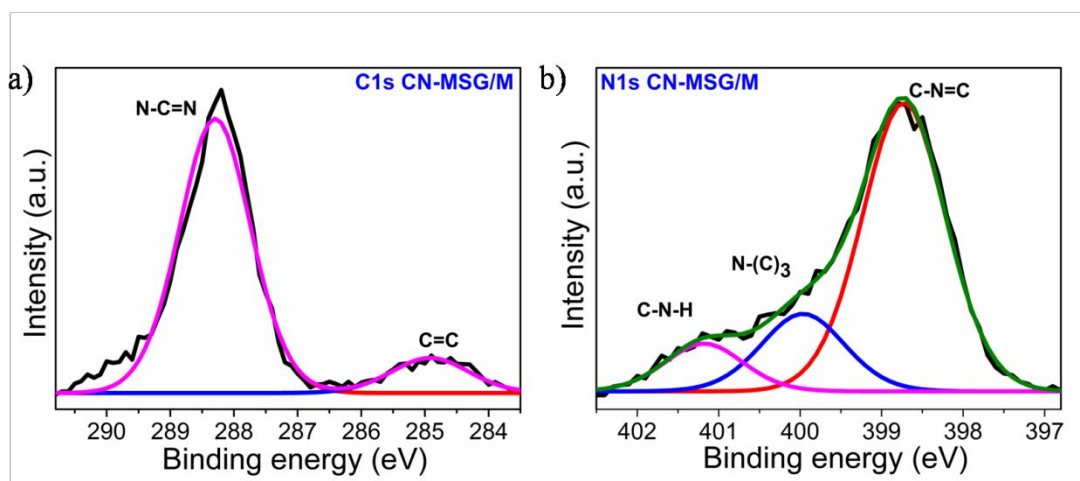 a)
C1s CN-MSG/M
N-C=N
C=C
Intensity (a.u.)
290 289 288 287 286 285 284
Binding energy (eV)
b)
N1s CN-MSG/M
C-N=C
N-(C)₃
C-N-H
Intensity (a.u.)
402 401 400 399 398 397
Binding energy (eV)